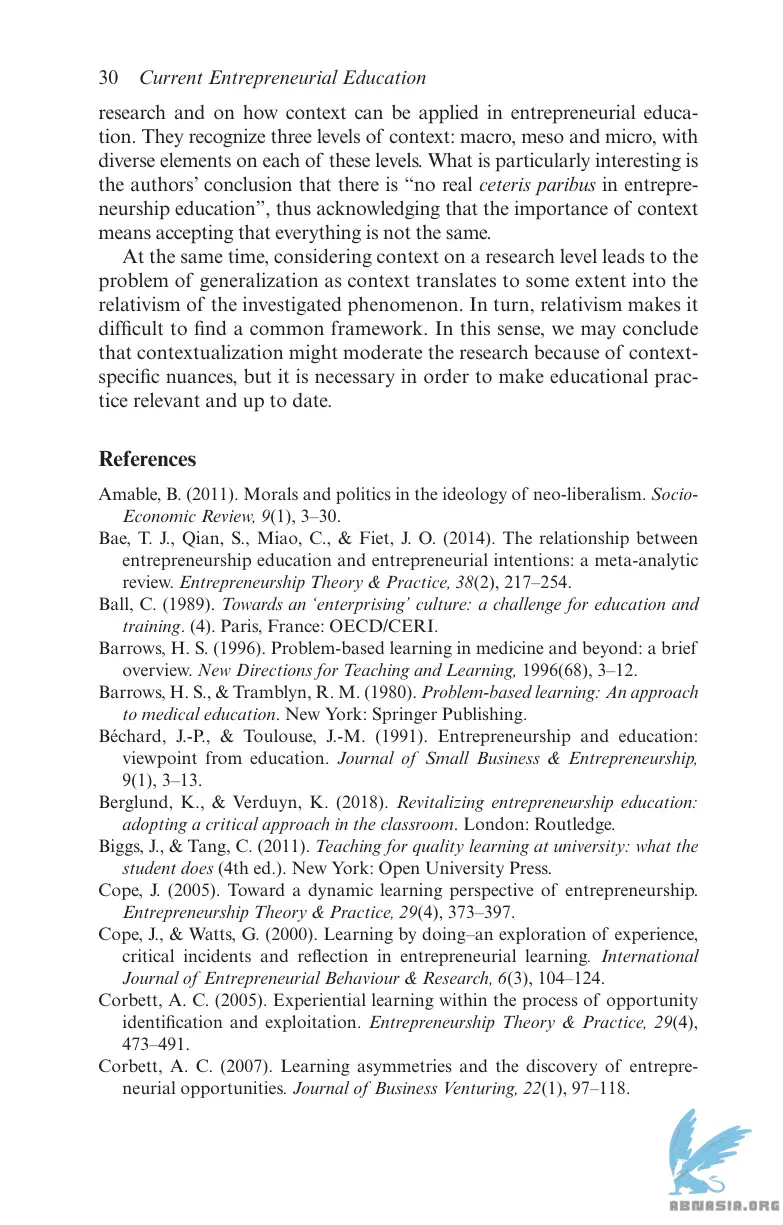 30 Current Entrepreneurial Education
research and on how context can be applied in entrepreneurial educa-
tion. They recognize three levels of context: macro, meso and micro, with
diverse elements on each of these levels. What is particularly interesting is
the authors’ conclusion that there is “no real ceteris paribus in entrepre-
neurship education”, thus acknowledging that the importance of context
means accepting that everything is not the same.
At the same time, considering context on a research level leads to the
problem of generalization as context translates to some extent into the
relativism of the investigated phenomenon. In turn, relativism makes it
difficult to find a common framework. In this sense, we may conclude
that contextualization might moderate the research because of context-
specific nuances, but it is necessary in order to make educational prac-
tice relevant and up to date.
References
Amable, B. (2011). Morals and politics in the ideology of neo-liberalism. Socio-
Economic Review, 9(1), 3–30.
Bae, T. J., Qian, S., Miao, C., & Fiet, J. O. (2014). The relationship between
entrepreneurship education and entrepreneurial intentions: a meta-analytic
review. Entrepreneurship Theory & Practice, 38(2), 217–254.
Ball, C. (1989). Towards an ‘enterprising’ culture: a challenge for education and
training. (4). Paris, France: OECD/CERI.
Barrows, H. S. (1996). Problem-based learning in medicine and beyond: a brief
overview. New Directions for Teaching and Learning, 1996(68), 3–12.
Barrows, H. S., & Tramblyn, R. M. (1980). Problem-based learning: An approach
to medical education. New York: Springer Publishing.
Béchard, J.-P., & Toulouse, J.-M. (1991). Entrepreneurship and education:
viewpoint from education. Journal of Small Business & Entrepreneurship,
9(1), 3–13.
Berglund, K., & Verduyn, K. (2018). Revitalizing entrepreneurship education:
adopting a critical approach in the classroom. London: Routledge.
Biggs, J., & Tang, C. (2011). Teaching for quality learning at university: what the
student does (4th ed.). New York: Open University Press.
Cope, J. (2005). Toward a dynamic learning perspective of entrepreneurship.
Entrepreneurship Theory & Practice, 29(4), 373–397.
Cope, J., & Watts, G. (2000). Learning by doing–an exploration of experience,
critical incidents and reflection in entrepreneurial learning. International
Journal of Entrepreneurial Behaviour & Research, 6(3), 104–124.
Corbett, A. C. (2005). Experiential learning within the process of opportunity
identification and exploitation. Entrepreneurship Theory & Practice, 29(4),
473–491.
Corbett, A. C. (2007). Learning asymmetries and the discovery of entrepre-
neurial opportunities. Journal of Business Venturing, 22(1), 97–118.
ABNASIA.ORG